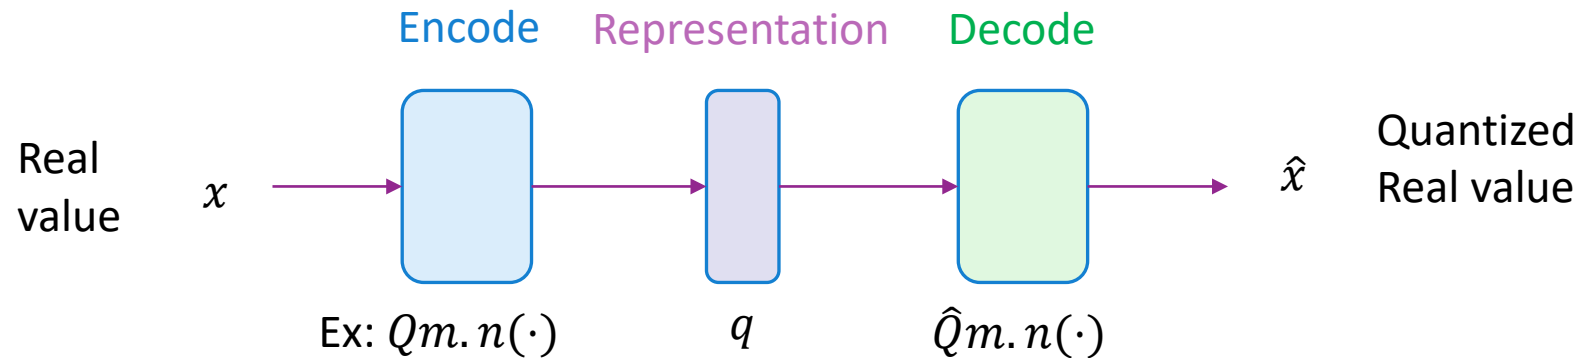 Encode
Representation
Decode
Real
value
x
x̂
Quantized
Real value
Ex: Qm.n(·)
q
Q̂m.n(·)